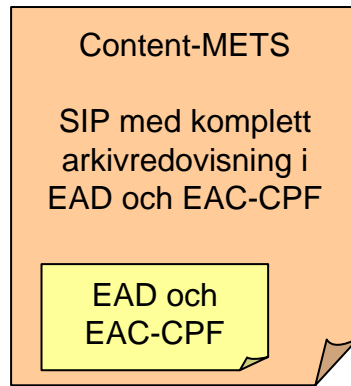 Content-METS
SIP med komplett
arkivredovisning i
EAD och EAC-CPF
EAD och
EAC-CPF